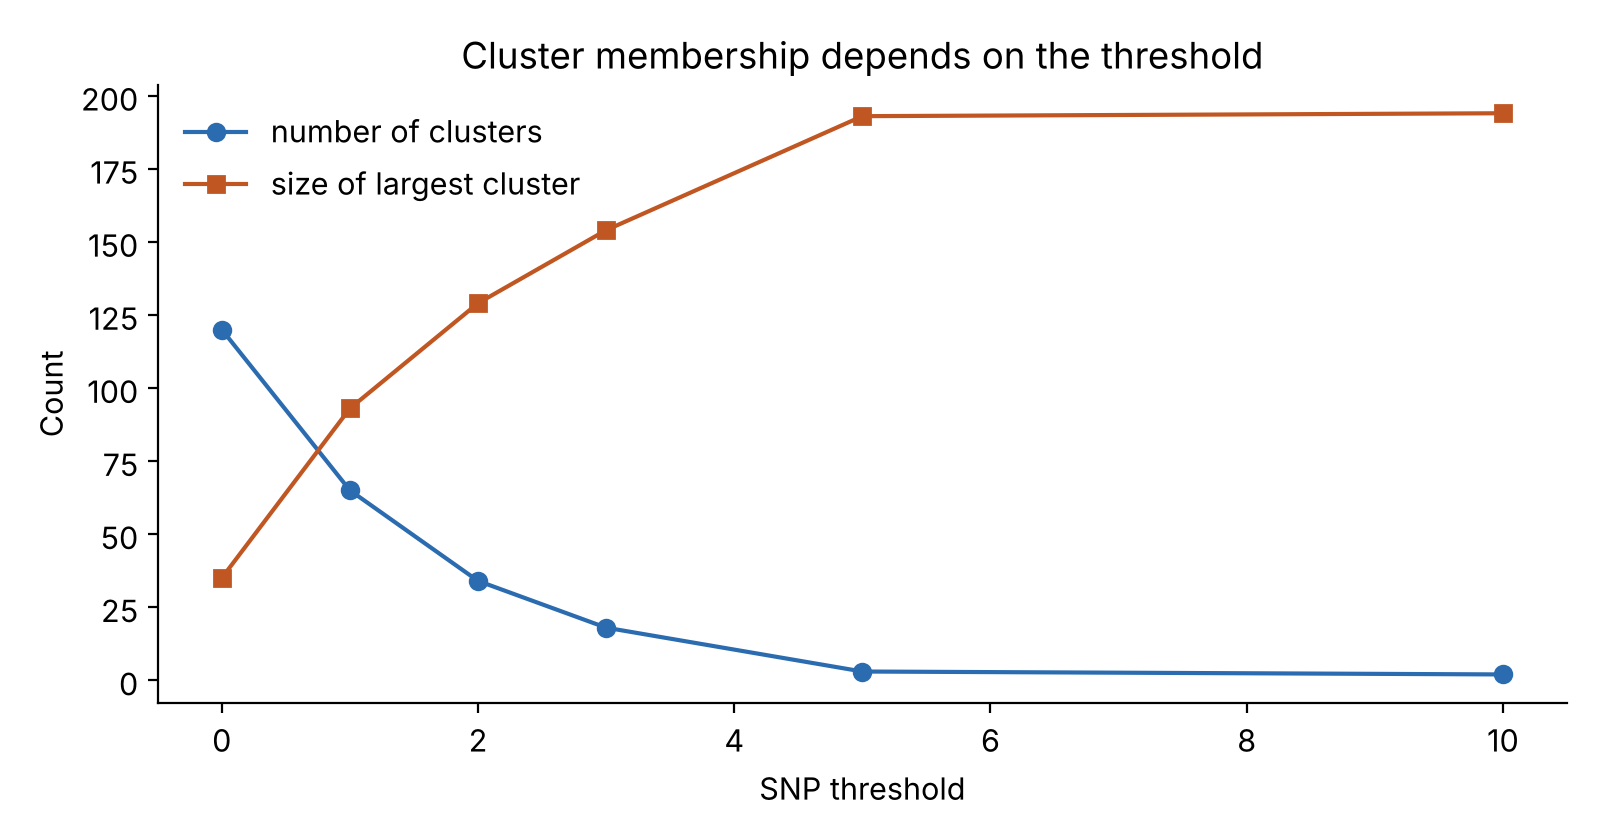 Cluster membership depends on the threshold
number of clusters
size of largest cluster
Count
200
175
150
125
100
75
50
25
0
0 2 4 6 8 10
SNP threshold